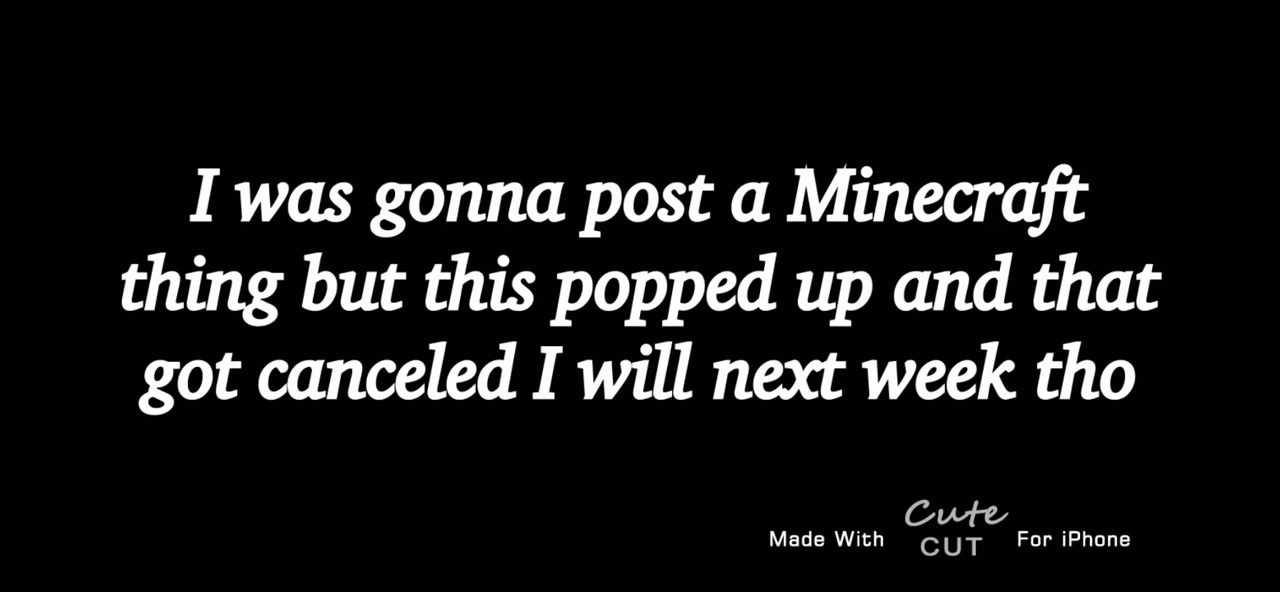 I was gonna post a Minecraft
thing but this popped up and that
got canceled I will next week tho
Made With Cute CUT For iPhone